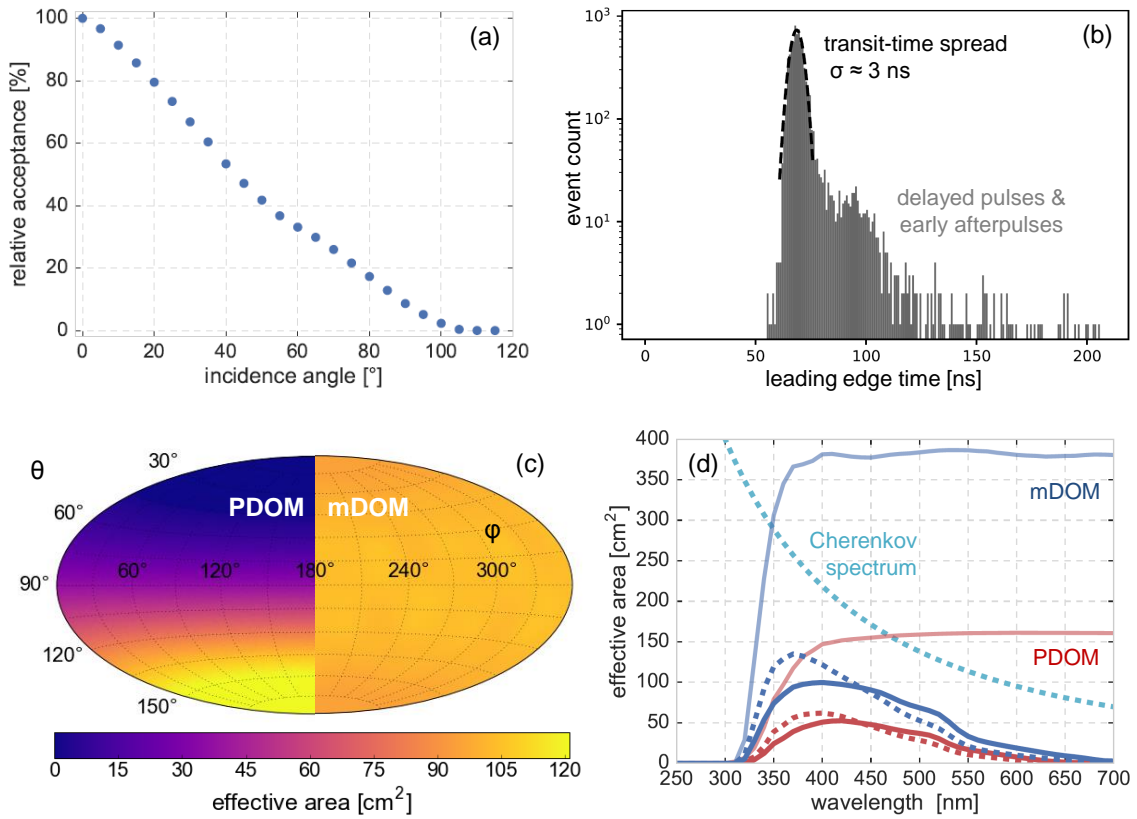 (a)
relative acceptance [%]
100
80
60
40
20
0
0 20 40 60 80 100 120
incidence angle [°]
(b)
event count
10³
10²
10¹
10⁰
transit-time spread
σ ≈ 3 ns
delayed pulses &
early afterpulses
0 50 100 150 200
leading edge time [ns]
(c)
θ
30°
60°
90°
120°
150°
PDOM mDOM
φ
60° 120° 180° 240° 300°
0 15 30 45 60 75 90 105 120
effective area [cm²]
(d)
effective area [cm²]
400
350
300
250
200
150
100
50
0
mDOM
Cherenkov
spectrum
PDOM
250 300 350 400 450 500 550 600 650 700
wavelength [nm]